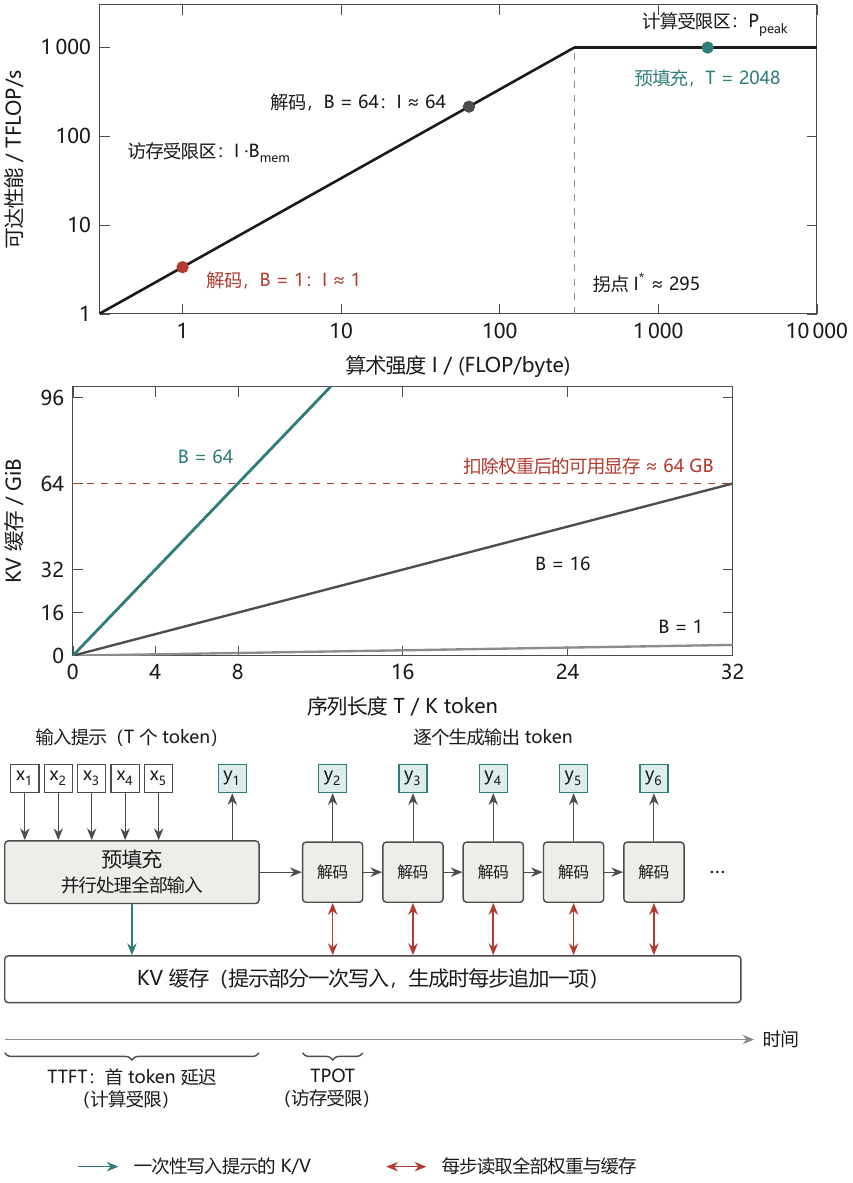 计算受限区：P_peak
1 000
预填充，T = 2048
解码，B = 64：I ≈ 64
100
访存受限区：I ·B_mem
10
解码，B = 1：I ≈ 1
拐点 I* ≈ 295
1
可达性能 / TFLOP/s
1 10 100 1 000 10 000
算术强度 I / (FLOP/byte)
96
B = 64
扣除权重后的可用显存 ≈ 64 GB
64
B = 16
32
16
B = 1
0
KV 缓存 / GiB
0 4 8 16 24 32
序列长度 T / K token
输入提示（T 个 token）
逐个生成输出 token
x₁ x₂ x₃ x₄ x₅ y₁ y₂ y₃ y₄ y₅ y₆
预填充
并行处理全部输入
解码 解码 解码 解码 解码 ···
KV 缓存（提示部分一次写入，生成时每步追加一项）
时间
TTFT：首 token 延迟
（计算受限）
TPOT
（访存受限）
一次性写入提示的 K/V
每步读取全部权重与缓存